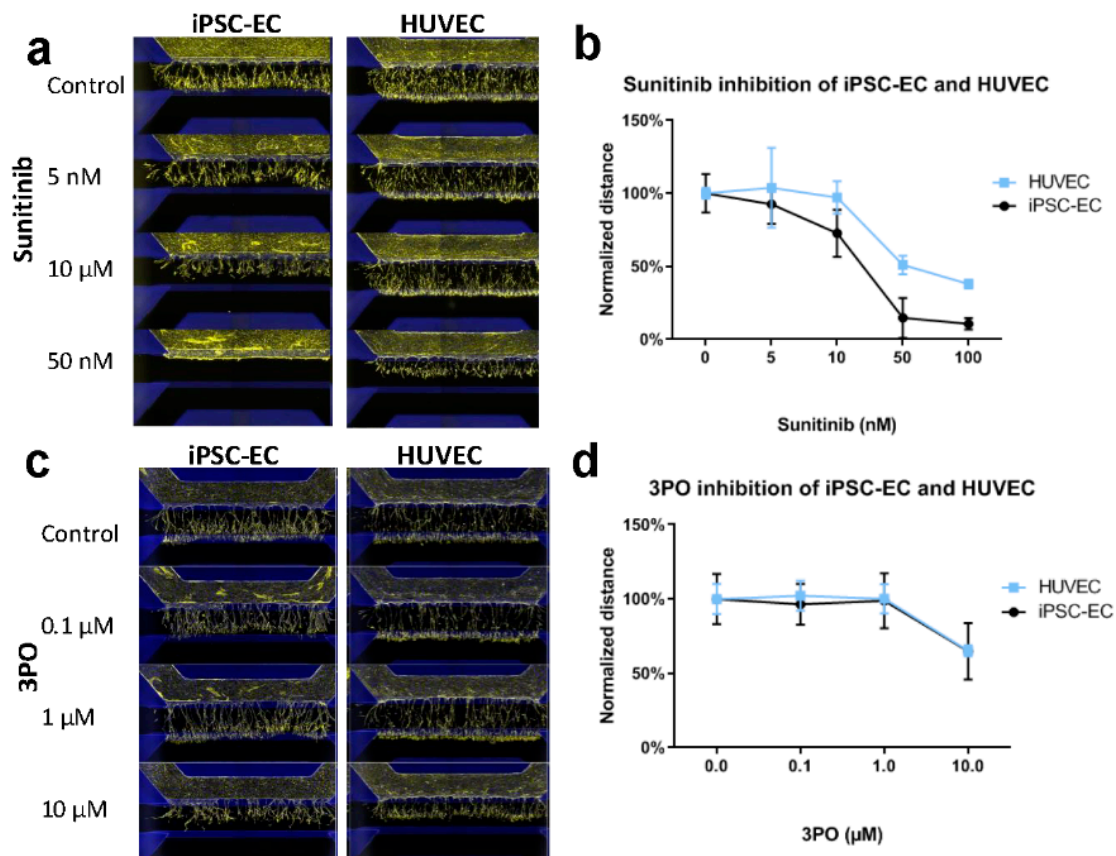 a
iPSC-EC
HUVEC
Sunitinib
Control
5 nM
10 µM
50 nM
b
Sunitinib inhibition of iPSC-EC and HUVEC
Normalized distance
150%
100%
50%
0%
0
5
10
50
100
Sunitinib (nM)
HUVEC
iPSC-EC
c
iPSC-EC
HUVEC
3PO
Control
0.1 µM
1 µM
10 µM
d
3PO inhibition of iPSC-EC and HUVEC
Normalized distance
150%
100%
50%
0%
0.0
0.1
1.0
10.0
3PO (µM)
HUVEC
iPSC-EC